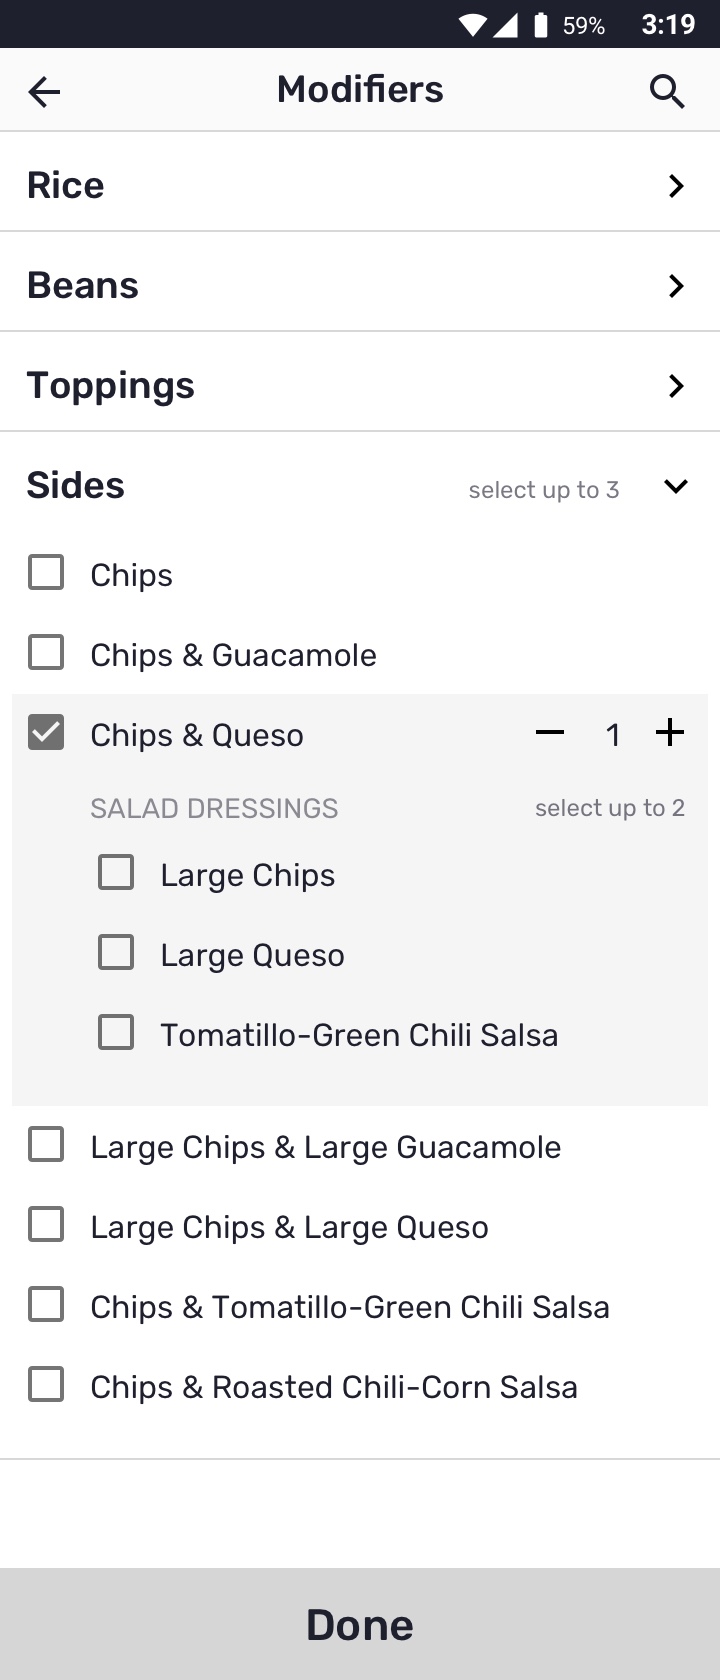 59% 3:19
Modifiers
Rice
Beans
Toppings
Sides select up to 3
Chips
Chips & Guacamole
Chips & Queso 1
SALAD DRESSINGS select up to 2
Large Chips
Large Queso
Tomatillo-Green Chili Salsa
Large Chips & Large Guacamole
Large Chips & Large Queso
Chips & Tomatillo-Green Chili Salsa
Chips & Roasted Chili-Corn Salsa
Done